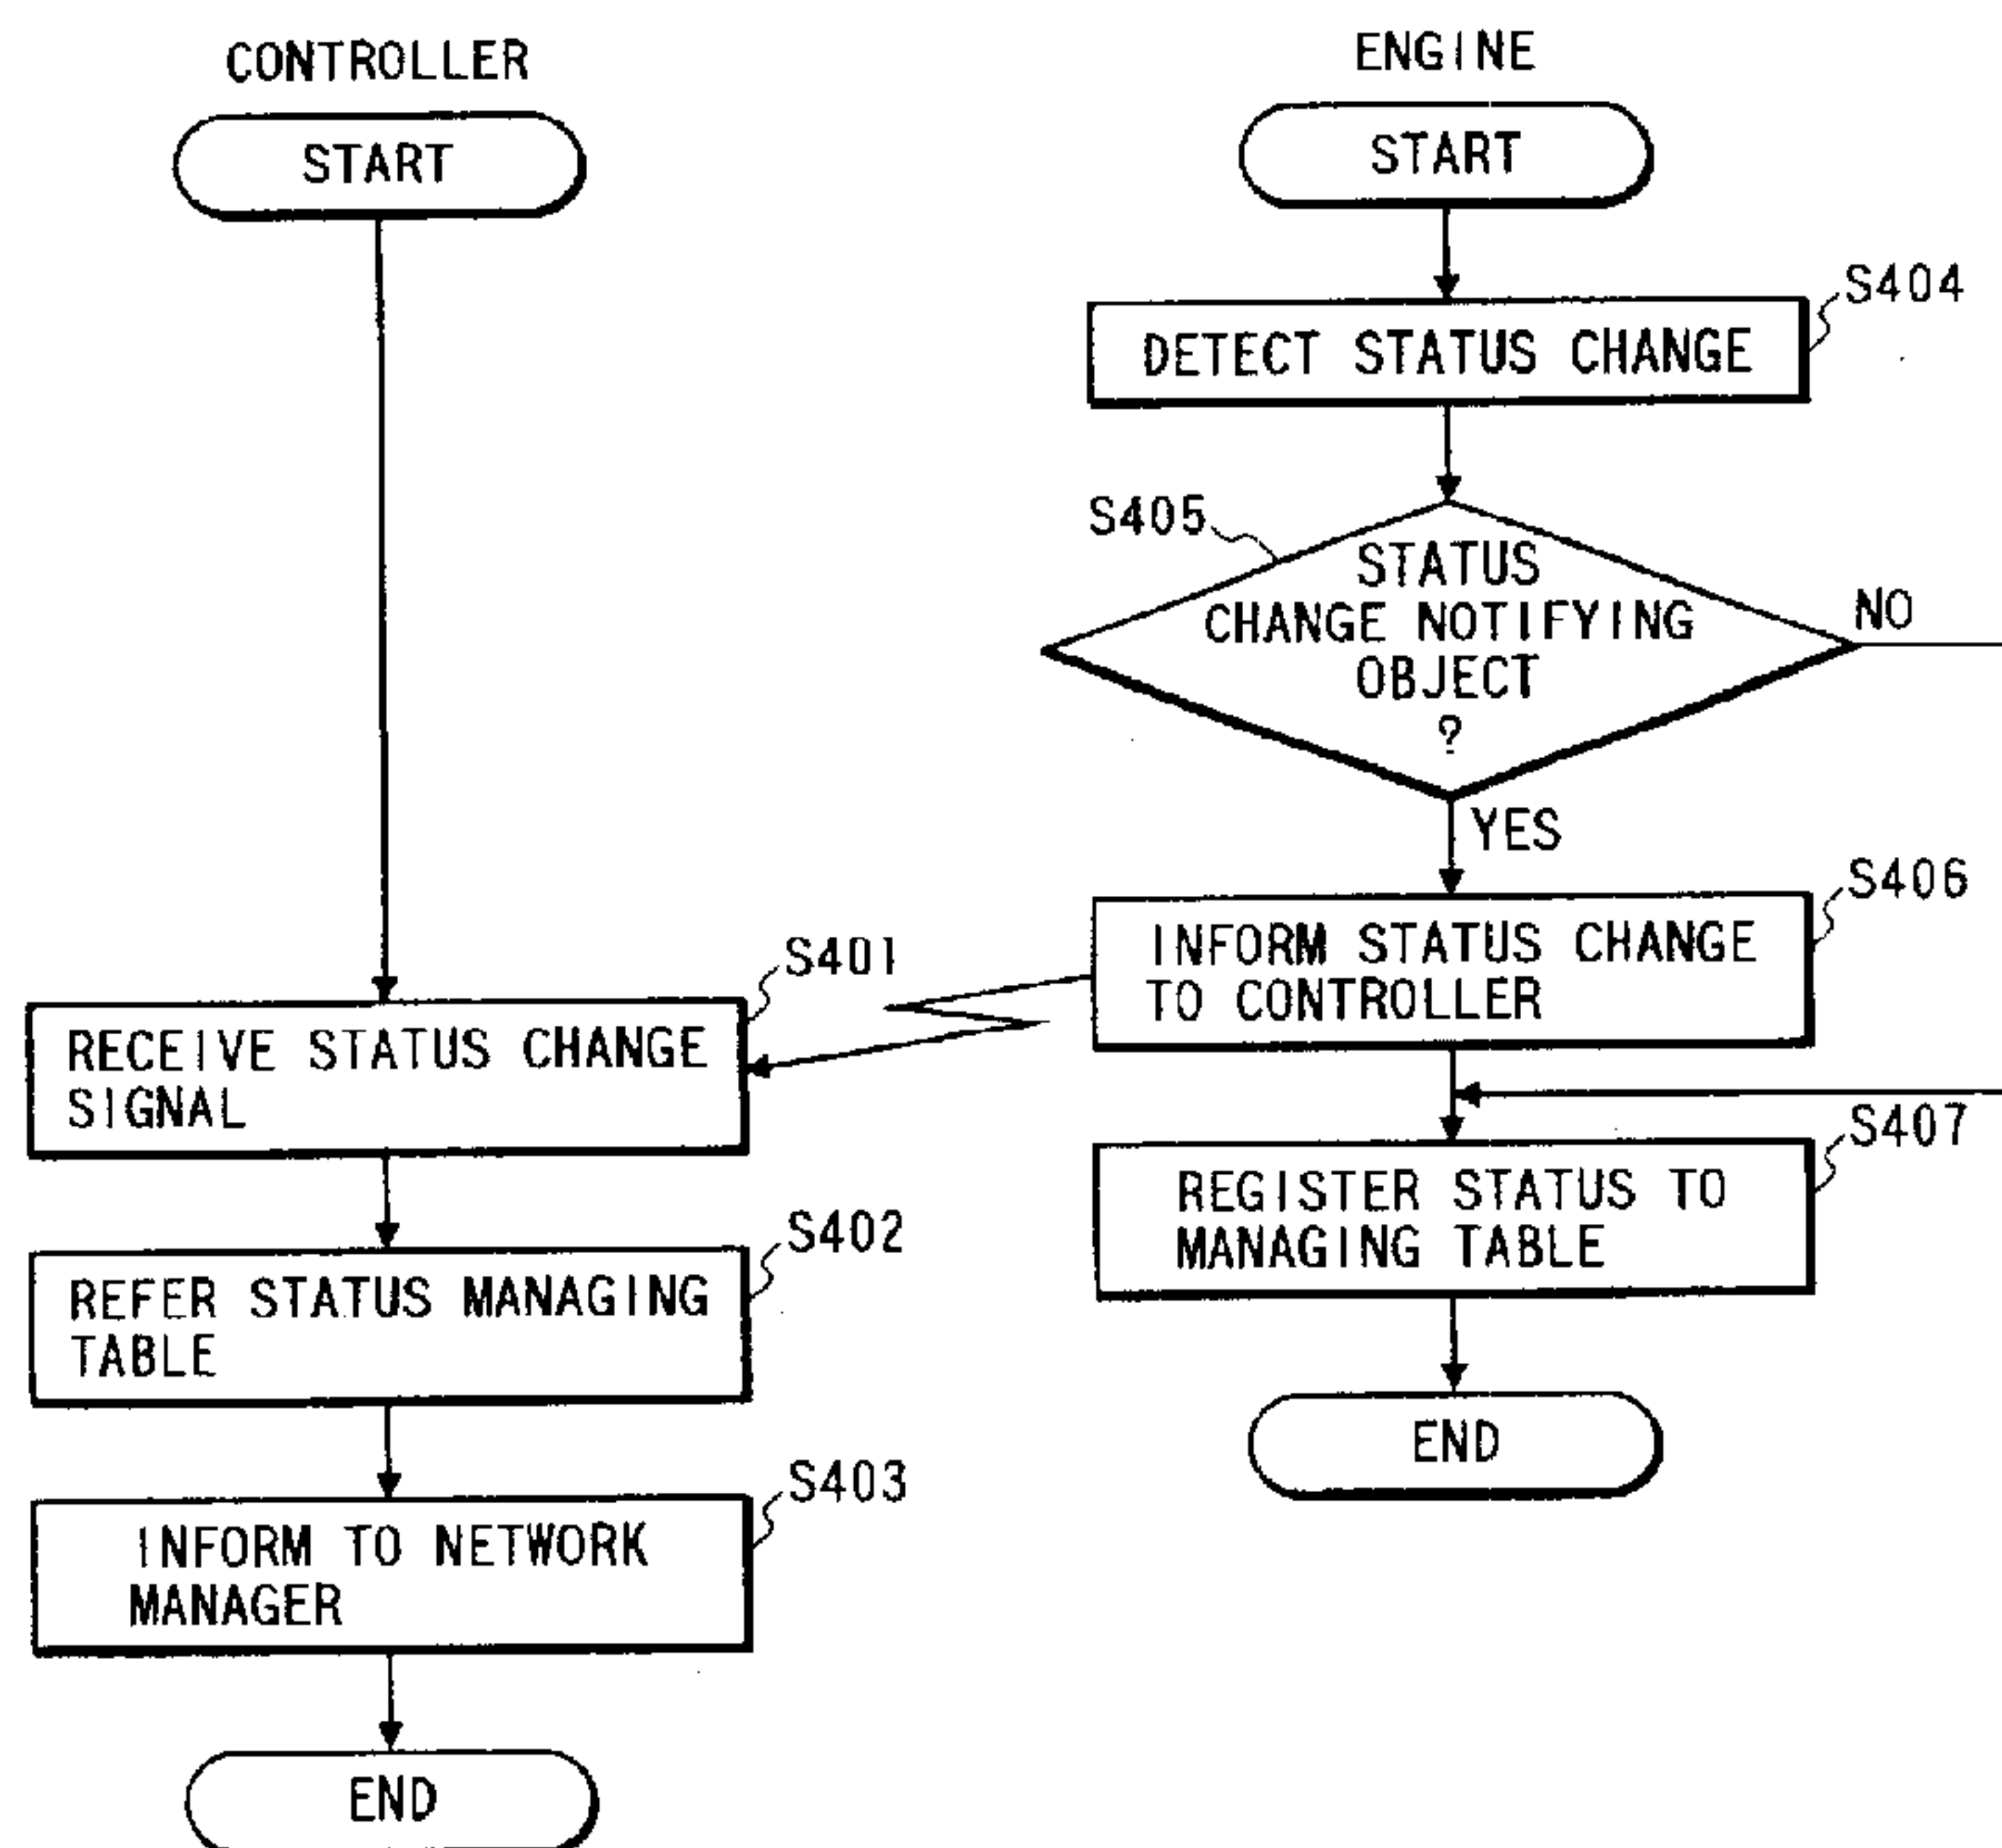 CONTROLLER
START
S401
RECEIVE STATUS CHANGE
SIGNAL
S402
REFER STATUS MANAGING
TABLE
S403
INFORM TO NETWORK
MANAGER
END
ENGINE
START
S404
DETECT STATUS CHANGE
S405
STATUS
CHANGE NOTIFYING
OBJECT
?
NO
YES
S406
INFORM STATUS CHANGE
TO CONTROLLER
S407
REGISTER STATUS TO
MANAGING TABLE
END